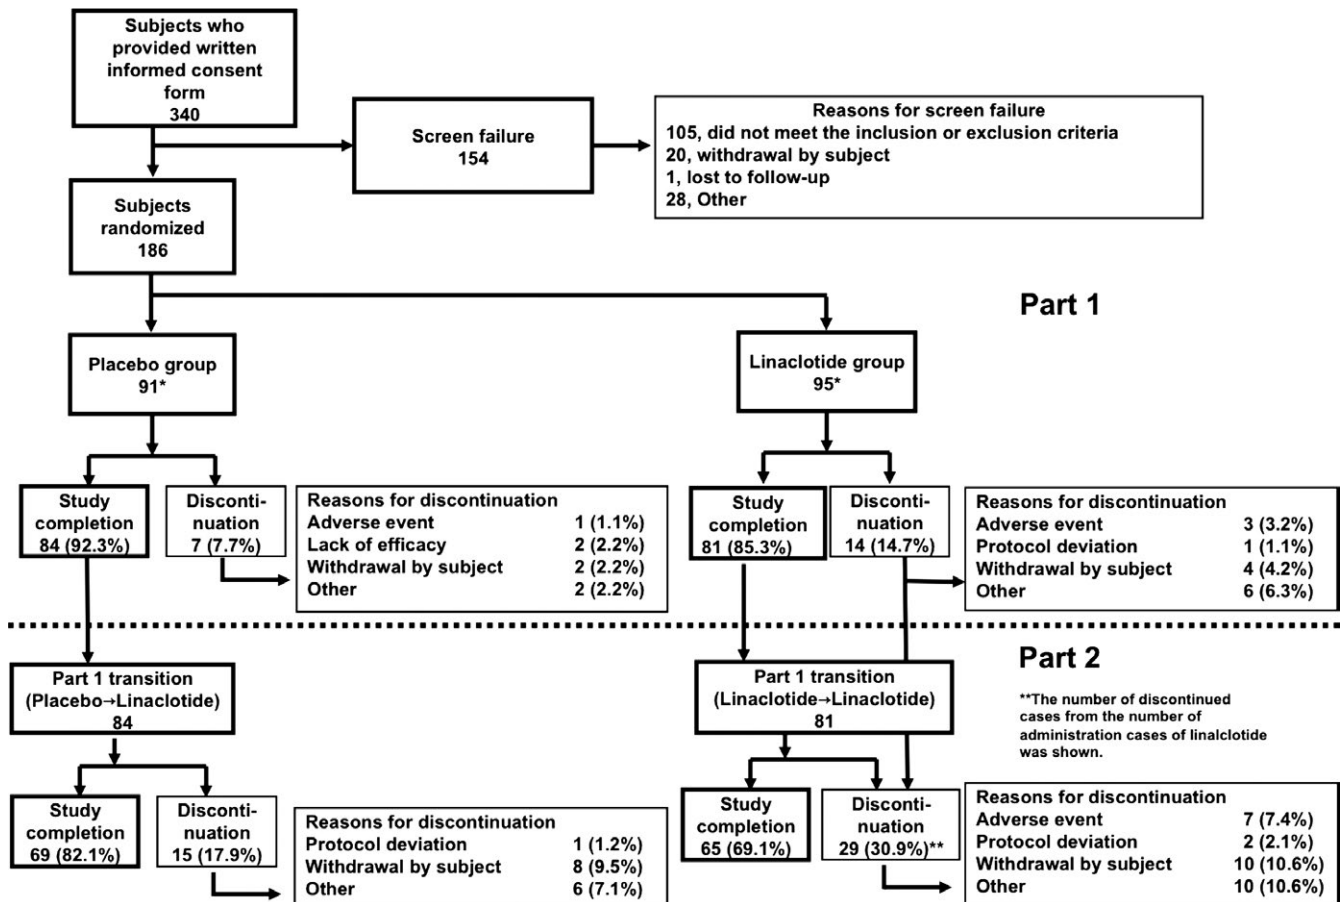 Subjects who
provided written
informed consent
form
340
Screen failure
154
Reasons for screen failure
105, did not meet the inclusion or exclusion criteria
20, withdrawal by subject
1, lost to follow-up
28, Other
Subjects
randomized
186
Part 1
Placebo group
91*
Linaclotide group
95*
Study
completion
84 (92.3%)
Disconti-
nuation
7 (7.7%)
Reasons for discontinuation
Adverse event 1 (1.1%)
Lack of efficacy 2 (2.2%)
Withdrawal by subject 2 (2.2%)
Other 2 (2.2%)
Study
completion
81 (85.3%)
Disconti-
nuation
14 (14.7%)
Reasons for discontinuation
Adverse event 3 (3.2%)
Protocol deviation 1 (1.1%)
Withdrawal by subject 4 (4.2%)
Other 6 (6.3%)
Part 2
Part 1 transition
(Placebo→Linaclotide)
84
Part 1 transition
(Linaclotide→Linaclotide)
81
**The number of discontinued
cases from the number of
administration cases of linalclotide
was shown.
Study
completion
69 (82.1%)
Disconti-
nuation
15 (17.9%)
Reasons for discontinuation
Protocol deviation 1 (1.2%)
Withdrawal by subject 8 (9.5%)
Other 6 (7.1%)
Study
completion
65 (69.1%)
Disconti-
nuation
29 (30.9%)**
Reasons for discontinuation
Adverse event 7 (7.4%)
Protocol deviation 2 (2.1%)
Withdrawal by subject 10 (10.6%)
Other 10 (10.6%)